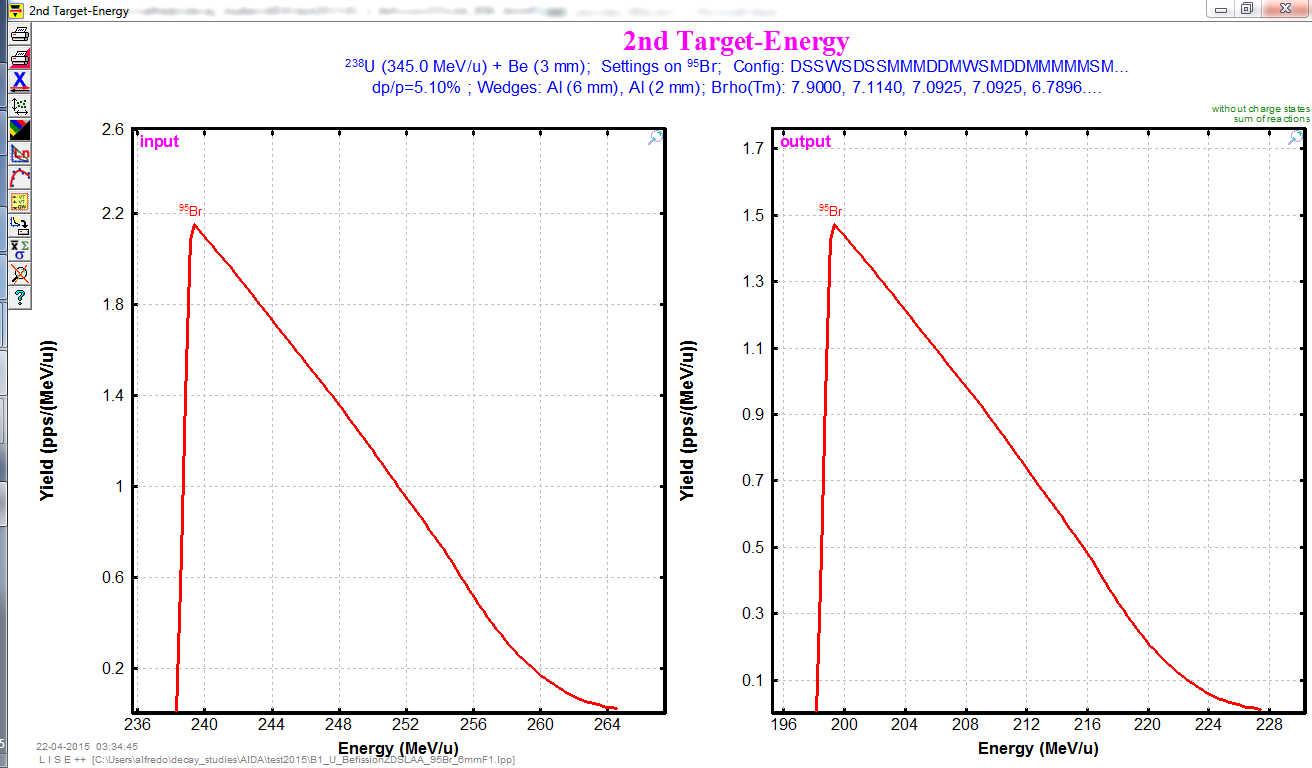 2nd Target-Energy
2nd Target-Energy
²³⁸U (345.0 MeV/u) + Be (3 mm); Settings on ⁹⁵Br; Config: DSSWSDSSMMMDDMWSMDDMMMMMSM...
dp/p=5.10% ; Wedges: Al (6 mm), Al (2 mm); Brho(Tm): 7.9000, 7.1140, 7.0925, 7.0925, 6.7896....
without charge states
sum of reactions
input
⁹⁵Br
2.6
2.2
1.8
1.4
1
0.6
0.2
Yield (pps/(MeV/u))
236 240 244 248 252 256 260 264
Energy (MeV/u)
output
⁹⁵Br
1.7
1.5
1.3
1.1
0.9
0.7
0.5
0.3
0.1
Yield (pps/(MeV/u))
196 200 204 208 212 216 220 224 228
Energy (MeV/u)
22-04-2015 03:34:45
L I S E ++ [C:\Users\alfredo\decay_studies\AIDA\test2015\B1_U_BefissionZDSLAA_95Br_6mmF1.lpp]